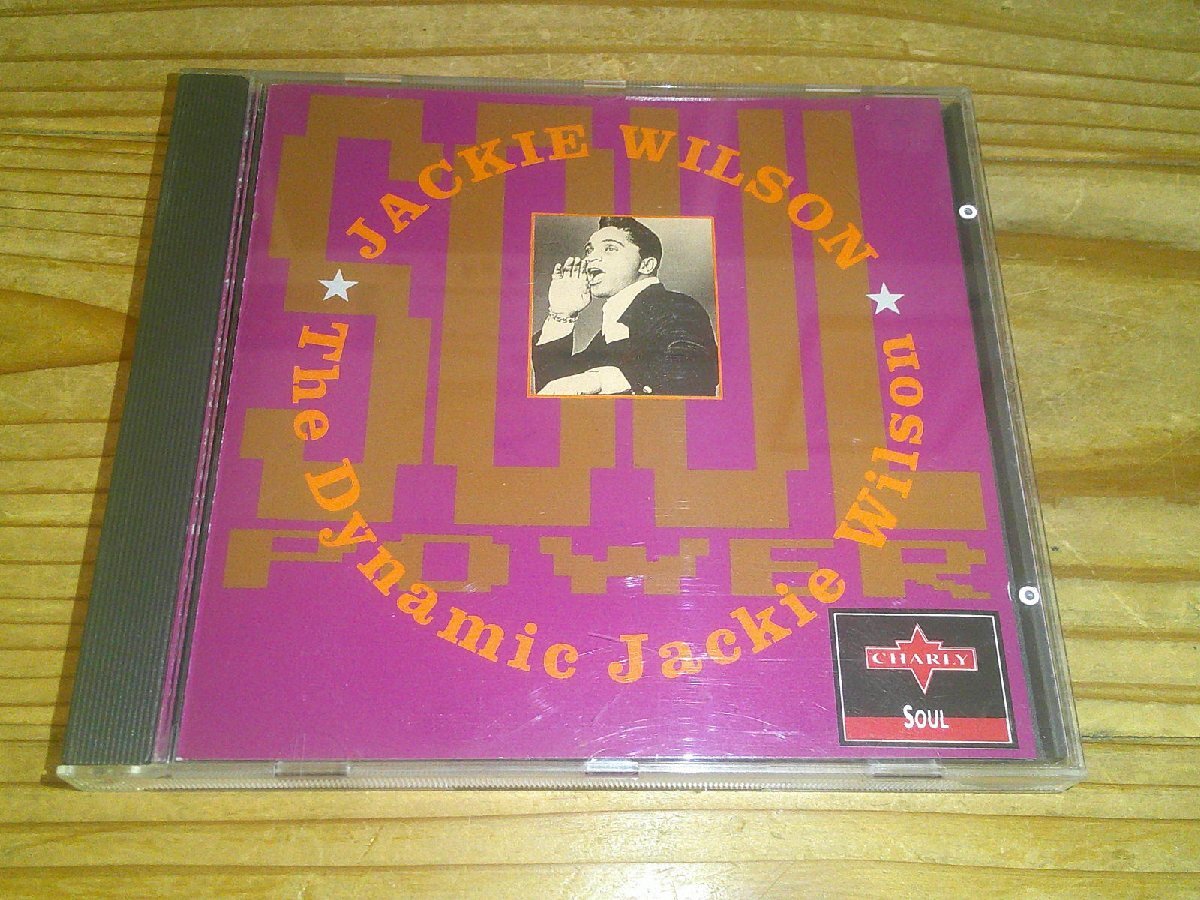 JACKIE WILSON
The Dynamic Jackie Wilson
SOUL
POWER
CHARLY
SOUL